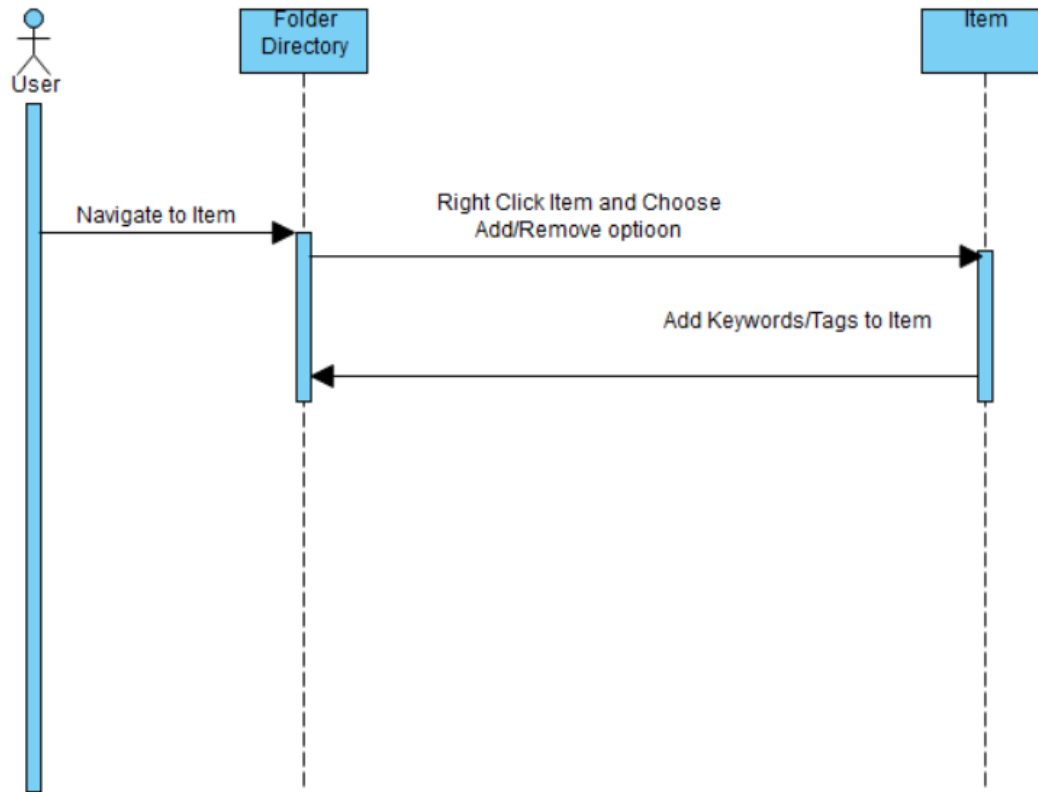 Folder
Directory
Item
User
Navigate to Item
Right Click Item and Choose
Add/Remove optioon
Add Keywords/Tags to Item